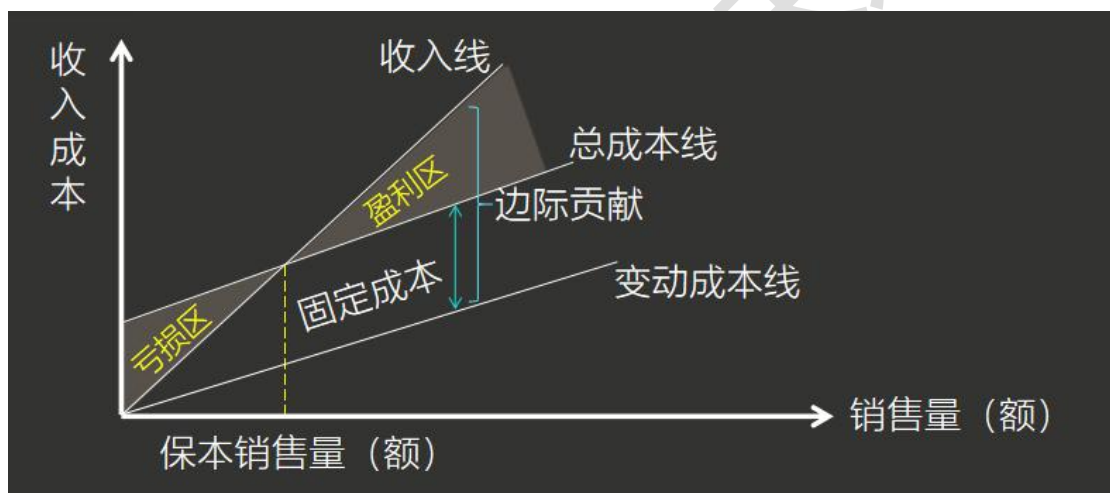 收入成本
收入线
总成本线
盈利区
边际贡献
固定成本
变动成本线
亏损区
销售量（额）
保本销售量（额）